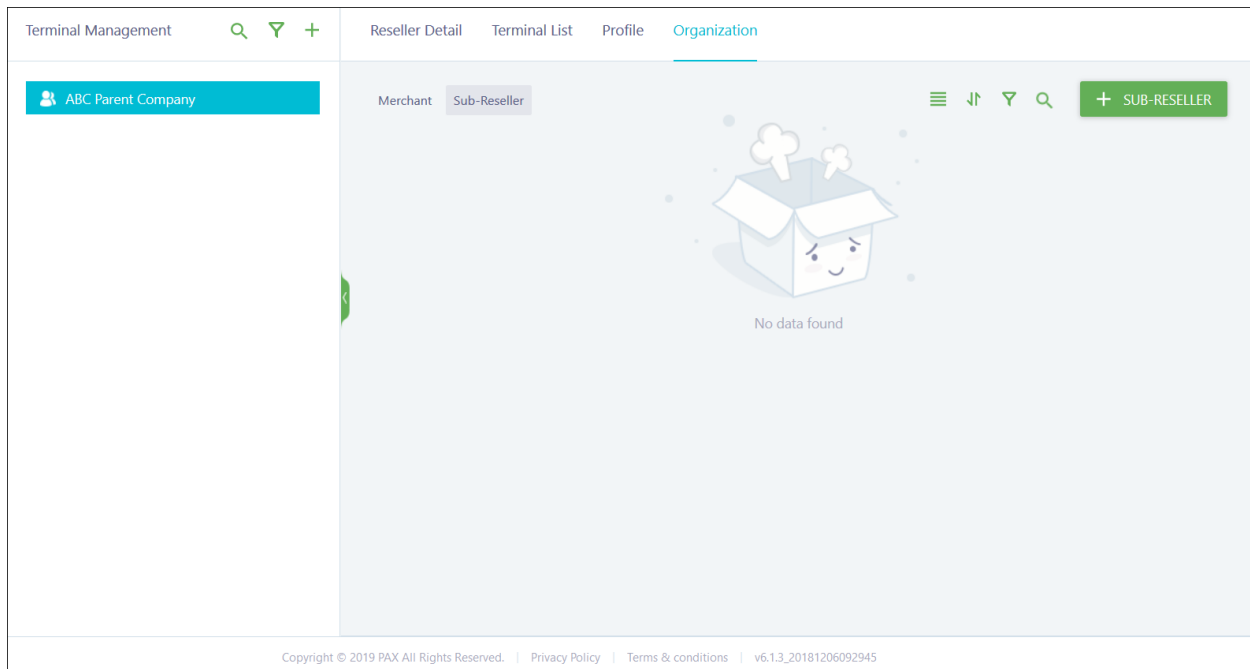 Terminal Management
Reseller Detail Terminal List Profile Organization
ABC Parent Company
Merchant Sub-Reseller
+ SUB-RESELLER
No data found
Copyright © 2019 PAX All Rights Reserved. | Privacy Policy | Terms & conditions | v6.1.3_20181206092945